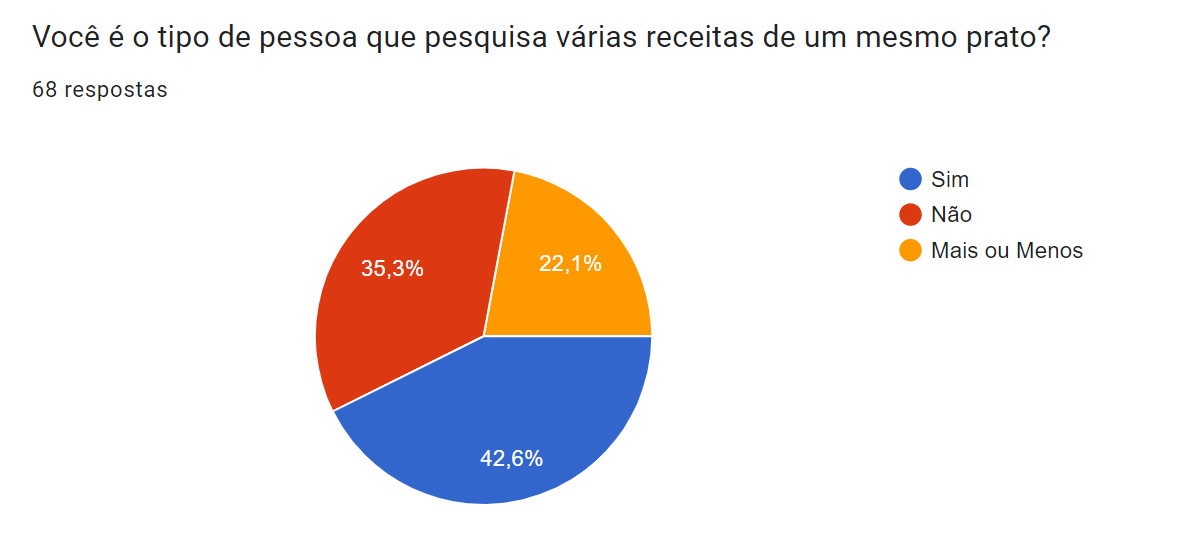 Você é o tipo de pessoa que pesquisa várias receitas de um mesmo prato?
68 respostas
Sim
Não
Mais ou Menos
35,3%
22,1%
42,6%